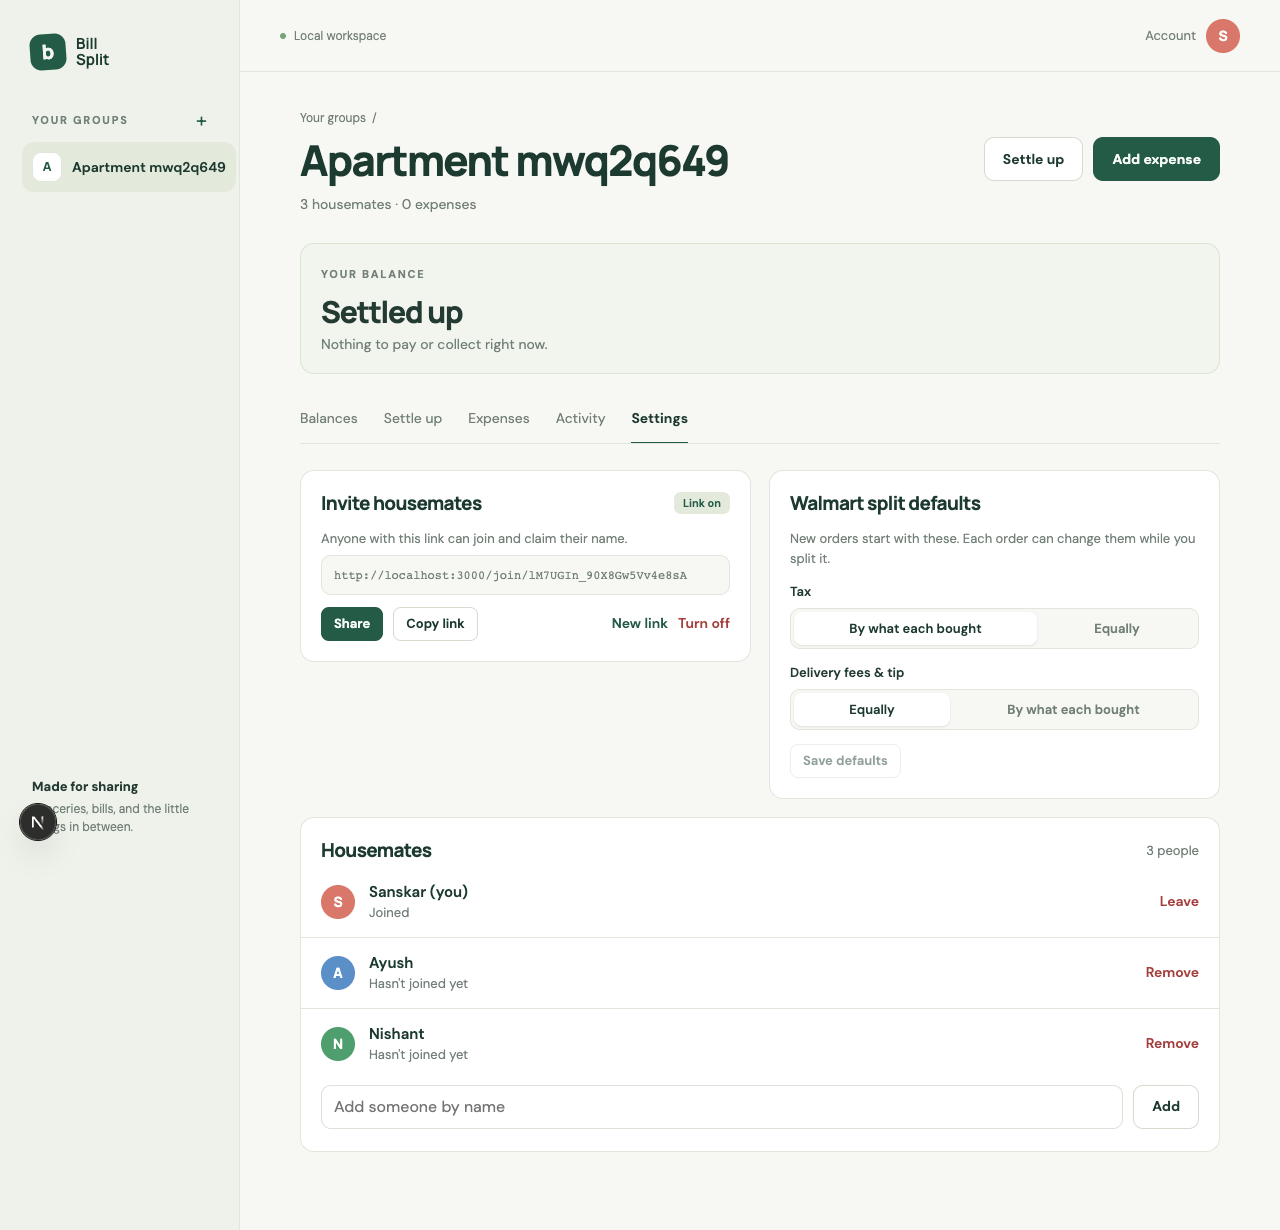 b
Bill
Split
Local workspace
Account
S
YOUR GROUPS
+
A
Apartment mwq2q649
Your groups /
Apartment mwq2q649
3 housemates · 0 expenses
Settle up
Add expense
YOUR BALANCE
Settled up
Nothing to pay or collect right now.
Balances
Settle up
Expenses
Activity
Settings
Invite housemates
Link on
Anyone with this link can join and claim their name.
http://localhost:3000/join/lM7UGIn_90X8Gw5Vv4e8sA
Share
Copy link
New link
Turn off
Walmart split defaults
New orders start with these. Each order can change them while you
split it.
Tax
By what each bought
Equally
Delivery fees & tip
Equally
By what each bought
Save defaults
Made for sharing
bills, and the little
in between.
N
Housemates
3 people
S
Sanskar (you)
Joined
Leave
A
Ayush
Hasn't joined yet
Remove
N
Nishant
Hasn't joined yet
Remove
Add someone by name
Add